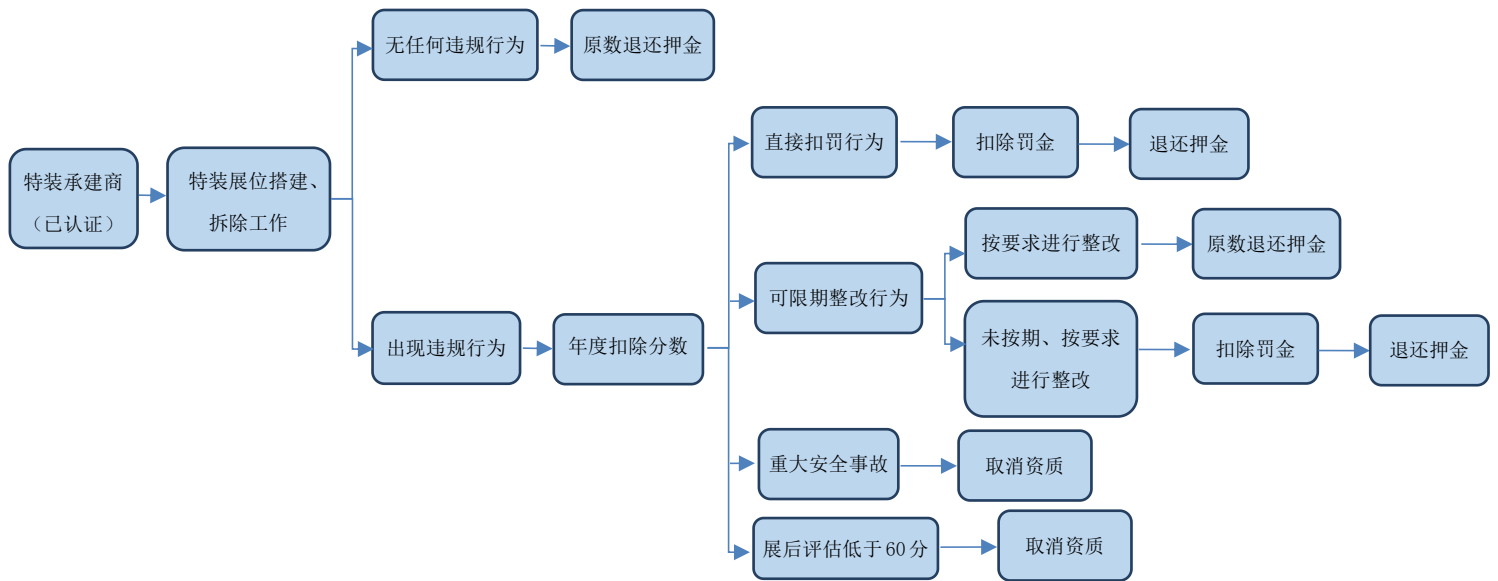 无任何违规行为
原数退还押金
直接扣罚行为
扣除罚金
退还押金
特装承建商
（已认证）
特装展位搭建、
拆除工作
按要求进行整改
原数退还押金
可限期整改行为
出现违规行为
年度扣除分数
未按期、按要求
进行整改
扣除罚金
退还押金
重大安全事故
取消资质
展后评估低于60分
取消资质